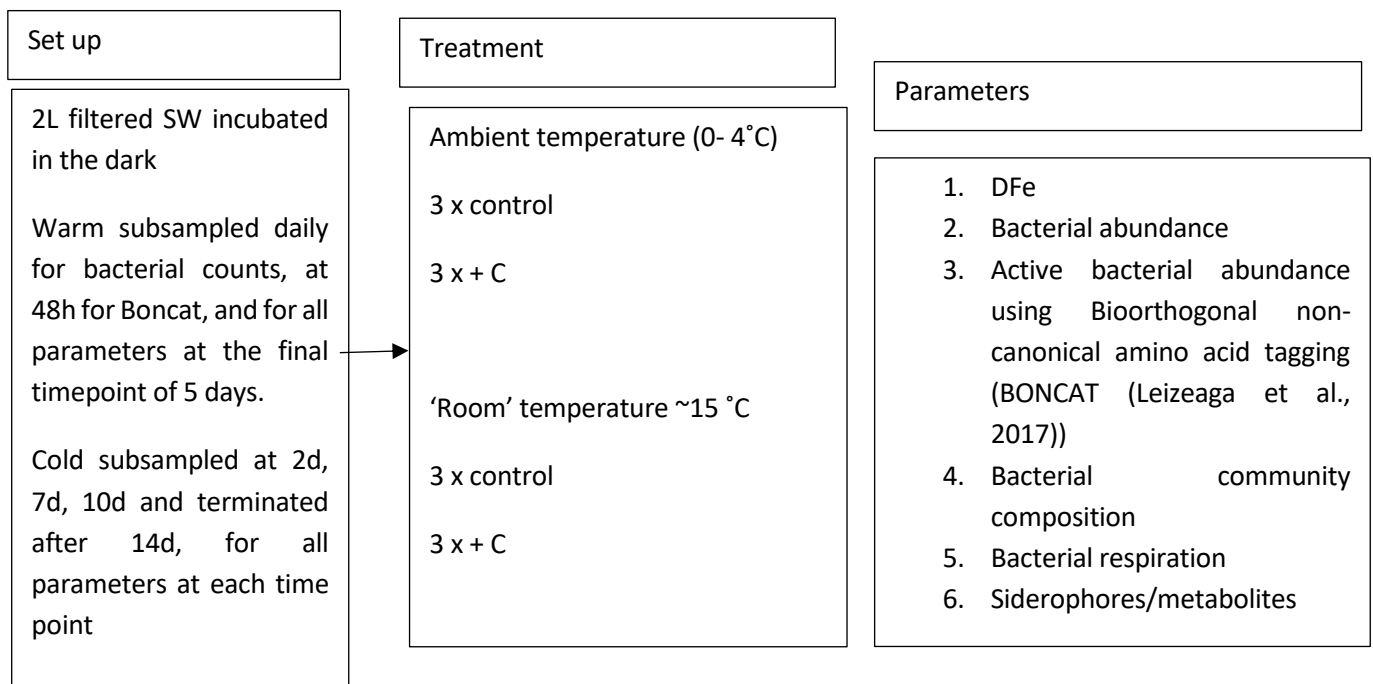 Set up
2L filtered SW incubated
in the dark
Warm subsampled daily
for bacterial counts, at
48h for Boncat, and for all
parameters at the final
timepoint of 5 days.
Cold subsampled at 2d,
7d, 10d and terminated
after 14d, for all
parameters at each time
point
Treatment
Ambient temperature (0- 4˚C)
3 x control
3 x + C
‘Room’ temperature ~15 ˚C
3 x control
3 x + C
Parameters
1. DFe
2. Bacterial abundance
3. Active bacterial abundance
using Bioorthogonal non-
canonical amino acid tagging
(BONCAT (Leizeaga et al.,
2017))
4. Bacterial community
composition
5. Bacterial respiration
6. Siderophores/metabolites